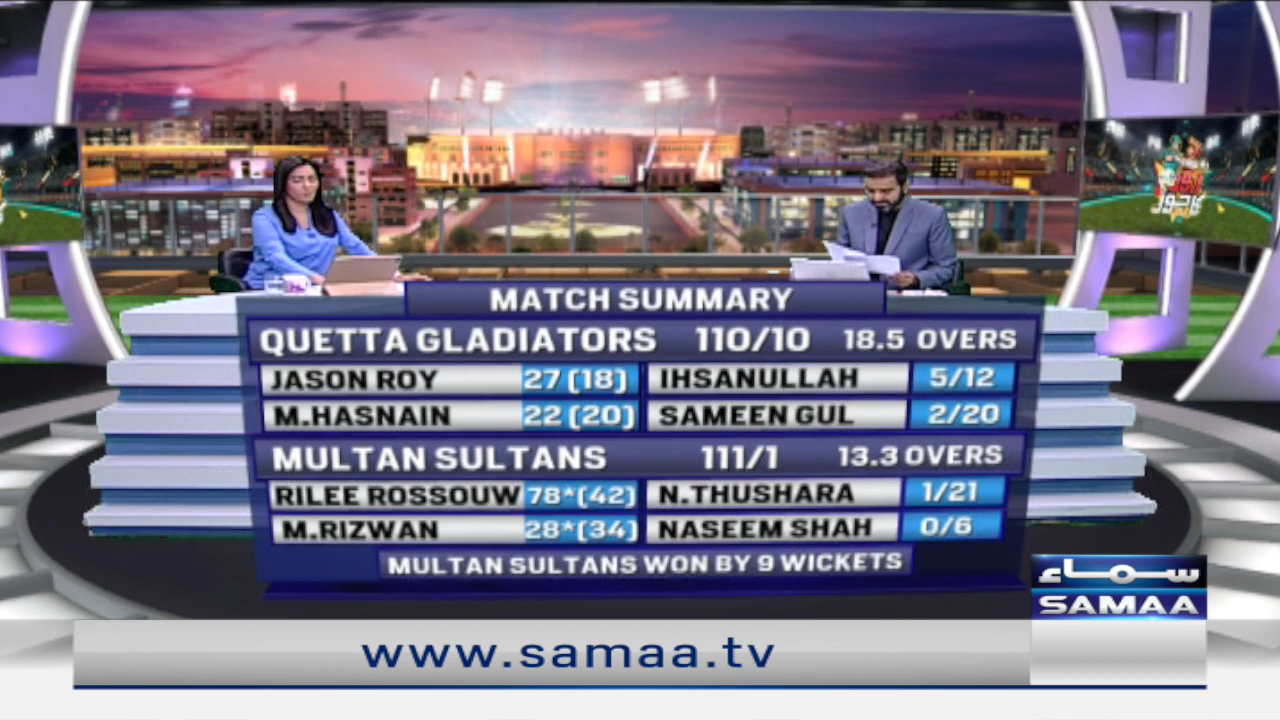 MATCH SUMMARY
QUETTA GLADIATORS 110/10 18.5 OVERS
JASON ROY 27 (18) IHSANULLAH 5/12
M.HASNAIN 22 (20) SAMEEN GUL 2/20
MULTAN SULTANS 111/1 13.3 OVERS
RILEE ROSSOUW 78*(42) N.THUSHARA 1/21
M.RIZWAN 28*(34) NASEEM SHAH 0/6
MULTAN SULTANS WON BY 9 WICKETS
سماء
SAMAA
www.samaa.tv